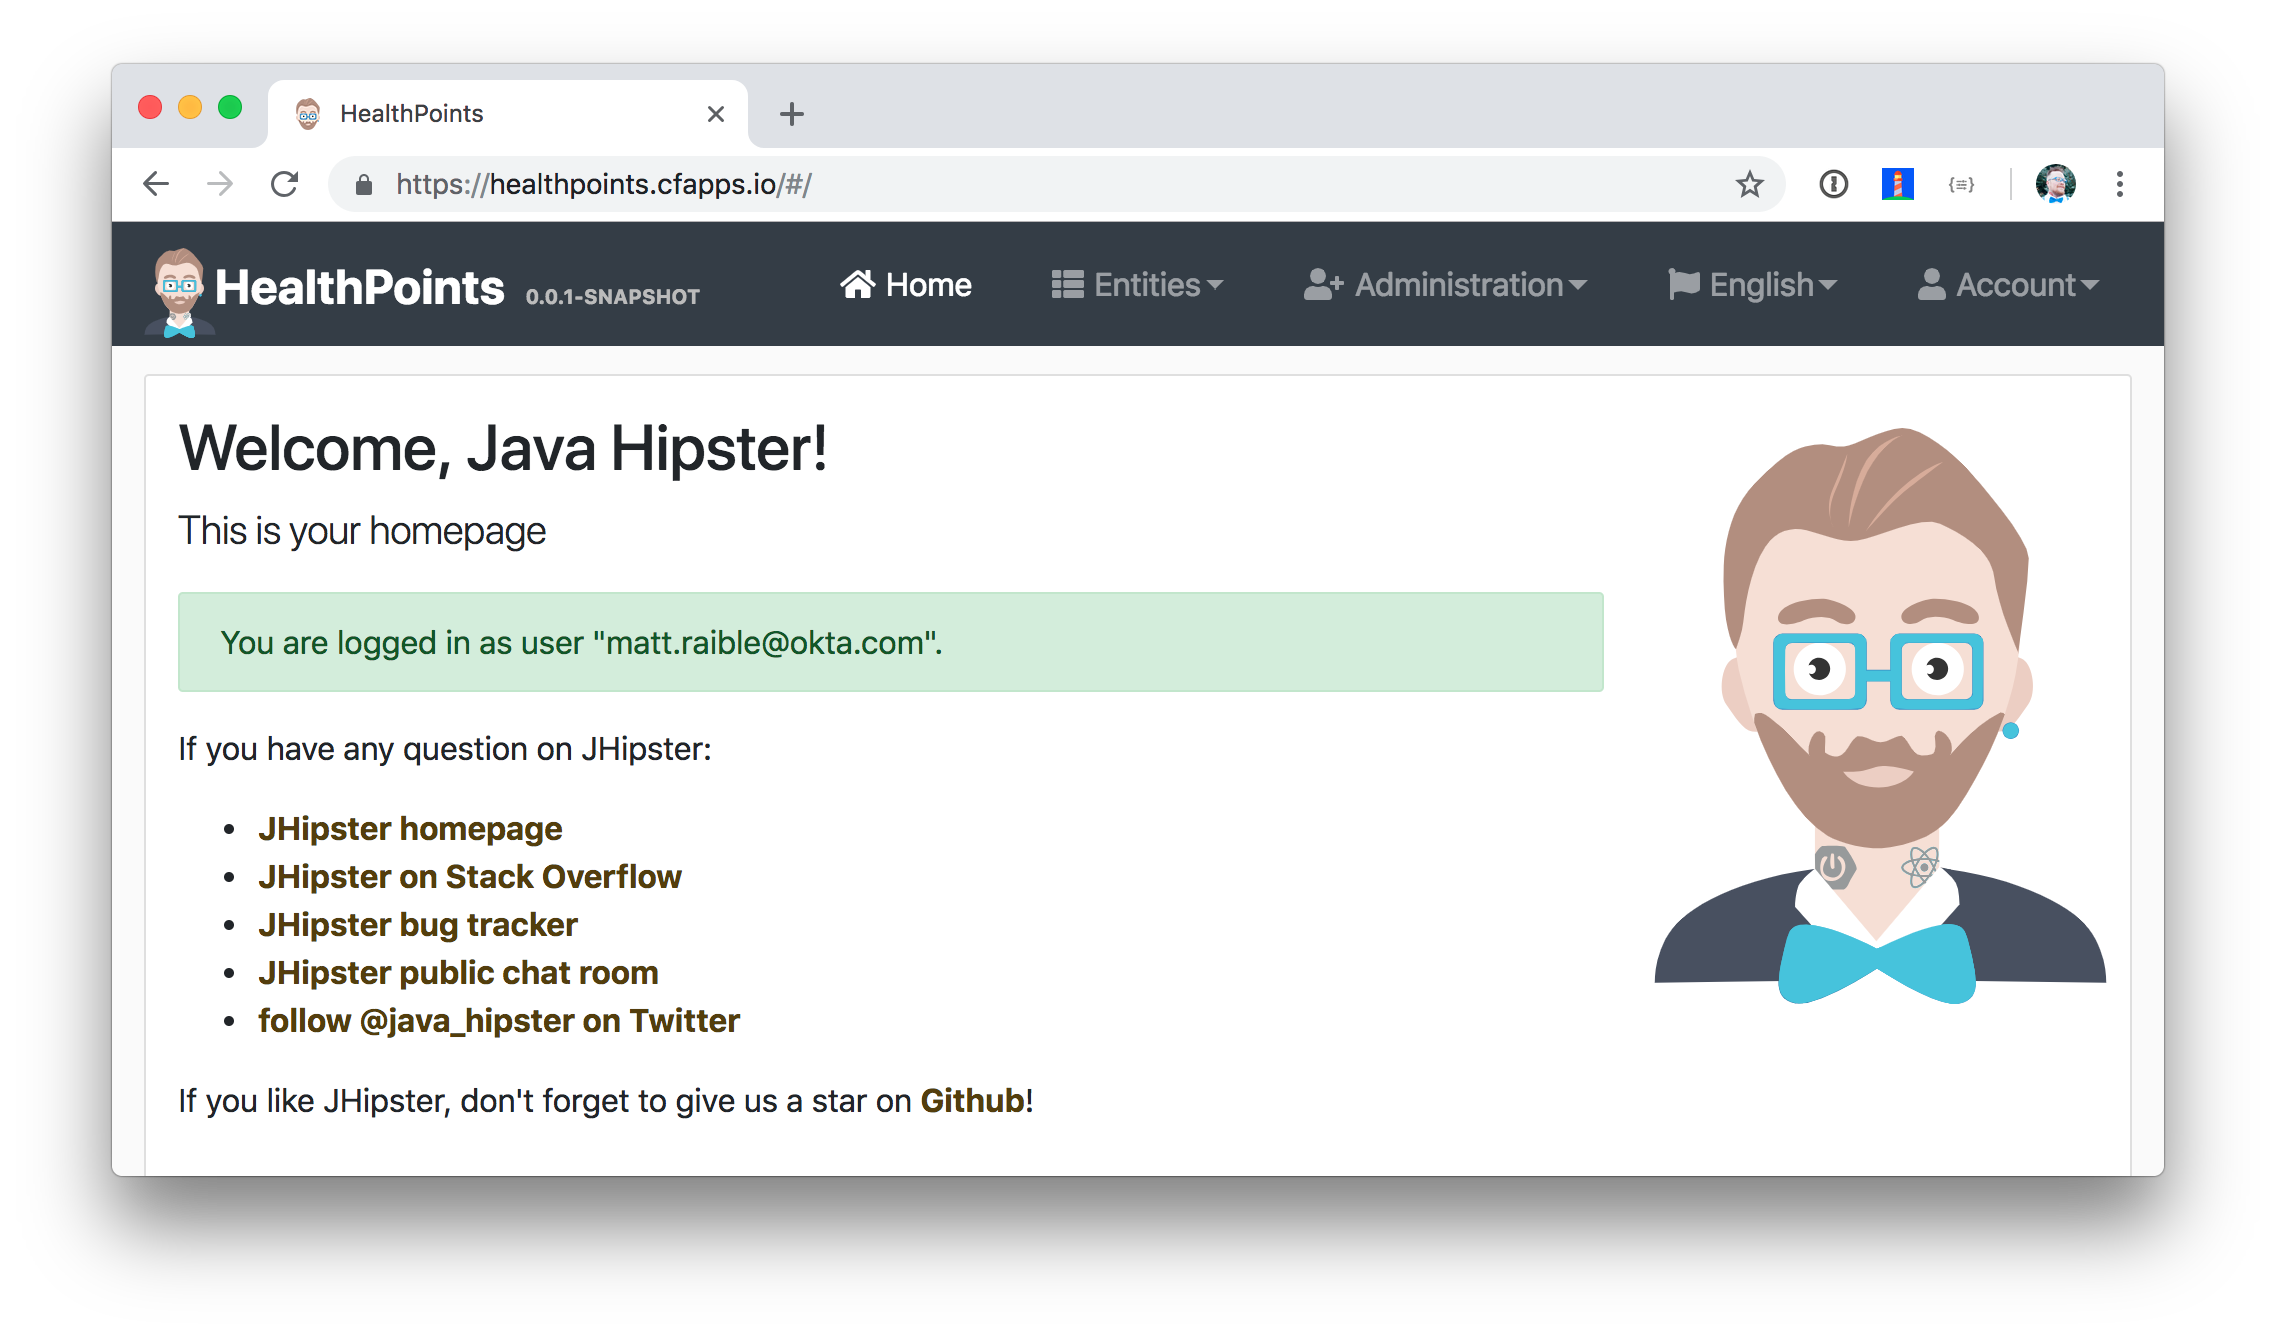 HealthPoints
https://healthpoints.cfapps.io/#/
HealthPoints 0.0.1-SNAPSHOT Home Entities Administration English Account
Welcome, Java Hipster!
This is your homepage
You are logged in as user "matt.raible@okta.com".
If you have any question on JHipster:
• JHipster homepage
• JHipster on Stack Overflow
• JHipster bug tracker
• JHipster public chat room
• follow @java_hipster on Twitter
If you like JHipster, don't forget to give us a star on Github!